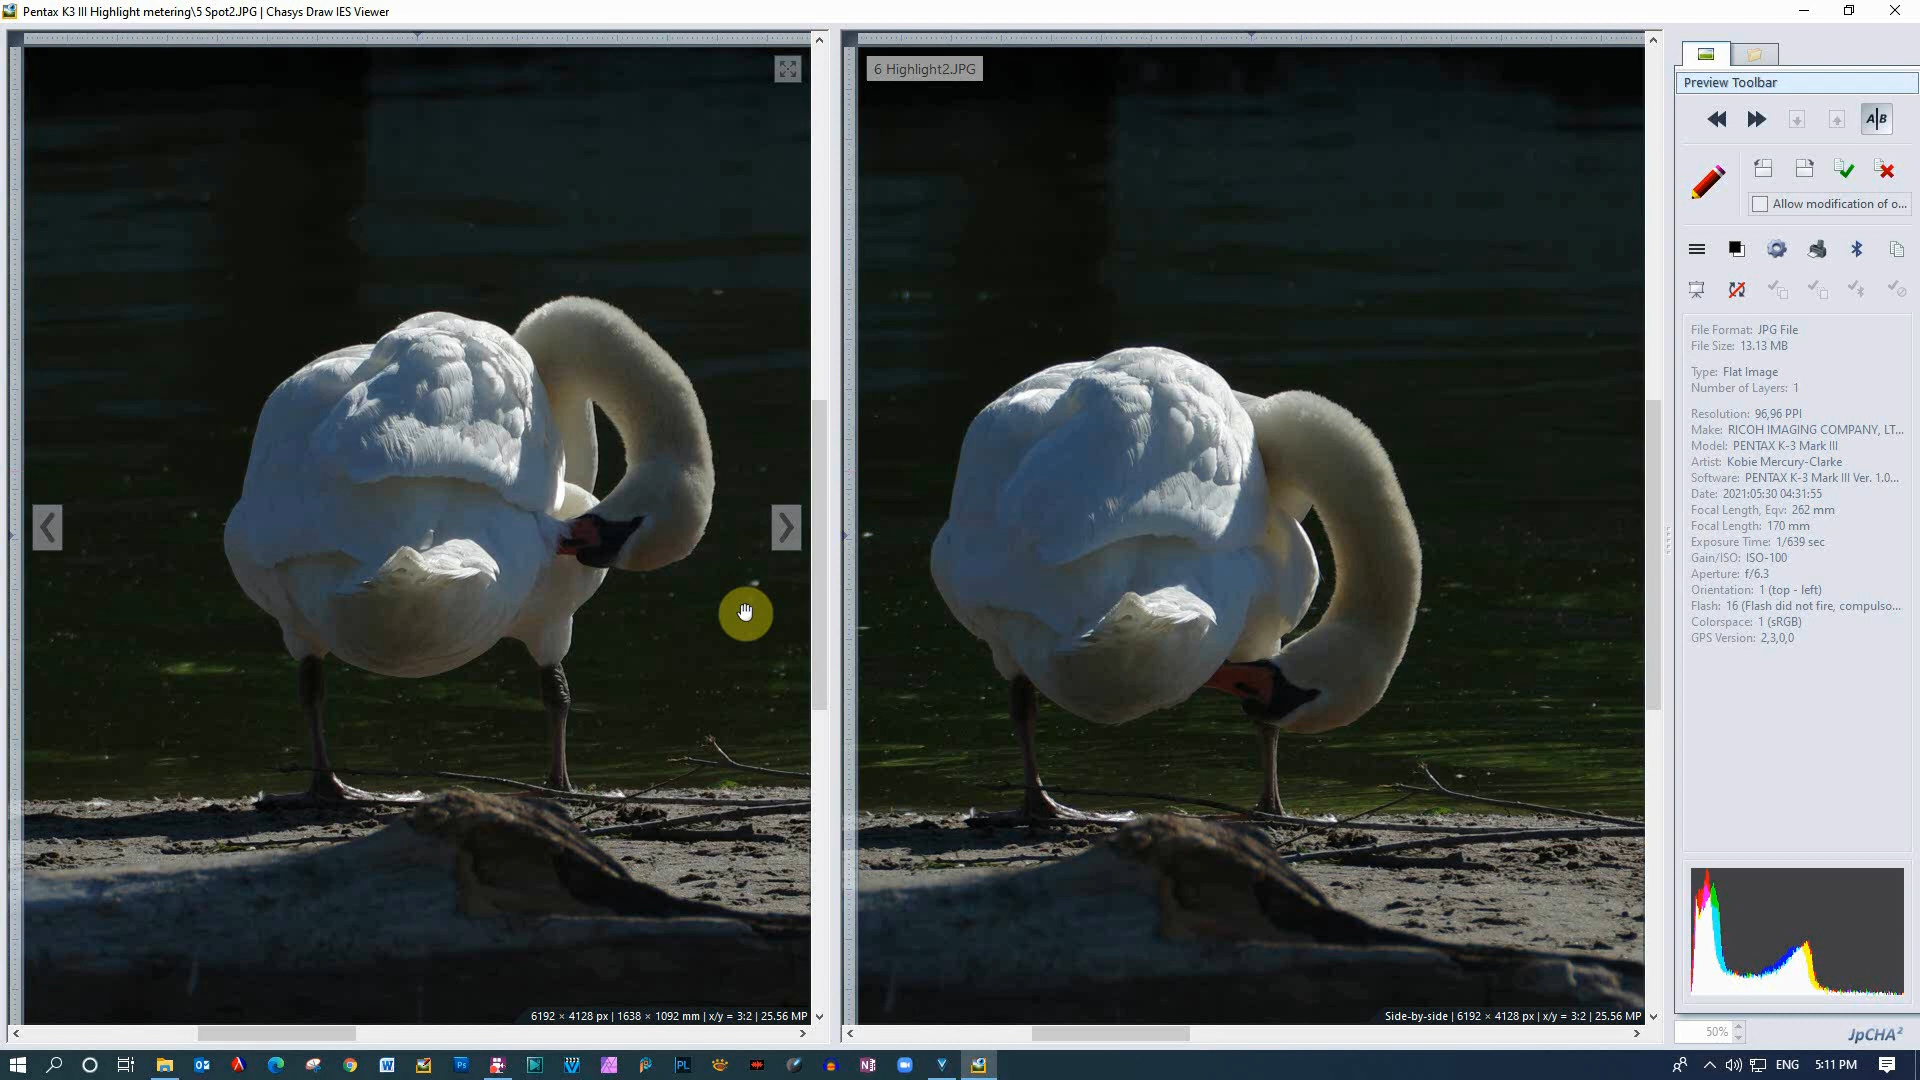 Pentax K3 III Highlight metering\5 Spot2.JPG | Chasys Draw IES Viewer
6 Highlight2.JPG
6192 × 4128 px | 1638 × 1092 mm | x/y = 3:2 | 25.56 MP
Side-by-side | 6192 × 4128 px | x/y = 3:2 | 25.56 MP
Preview Toolbar
A|B
Allow modification of o...
File Format: JPG File
File Size: 13.13 MB
Type: Flat Image
Number of Layers: 1
Resolution: 96,96 PPI
Make: RICOH IMAGING COMPANY, LT...
Model: PENTAX K-3 Mark III
Artist: Kobie Mercury-Clarke
Software: PENTAX K-3 Mark III Ver. 1.0...
Date: 2021:05:30 04:31:55
Focal Length, Eqv: 262 mm
Focal Length: 170 mm
Exposure Time: 1/639 sec
Gain/ISO: ISO-100
Aperture: f/6.3
Orientation: 1 (top - left)
Flash: 16 (Flash did not fire, compulso...
Colorspace: 1 (sRGB)
GPS Version: 2,3,0,0
50%
JpCHA²
ENG
5:11 PM